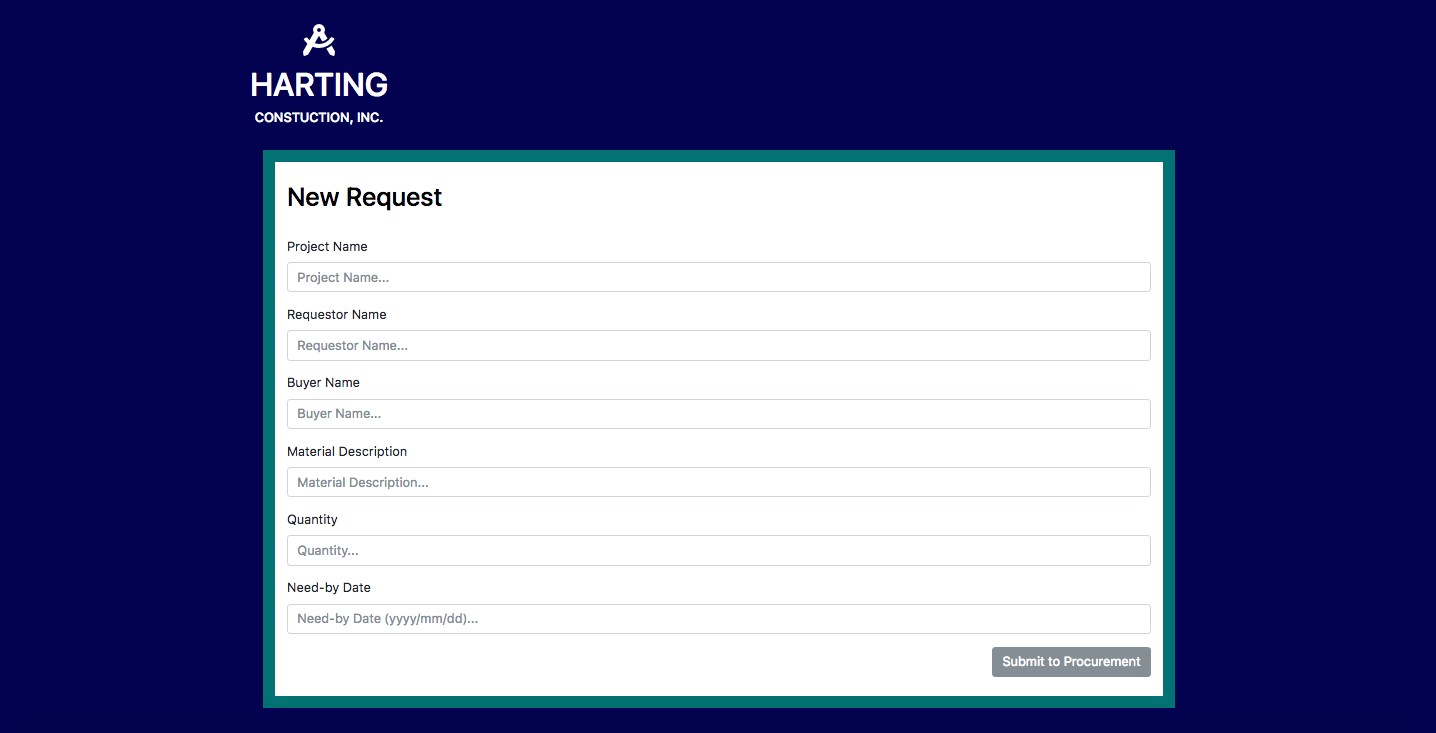 HARTING
CONSTUCTION, INC.
New Request
Project Name
Project Name...
Requestor Name
Requestor Name...
Buyer Name
Buyer Name...
Material Description
Material Description...
Quantity
Quantity...
Need-by Date
Need-by Date (yyyy/mm/dd)...
Submit to Procurement